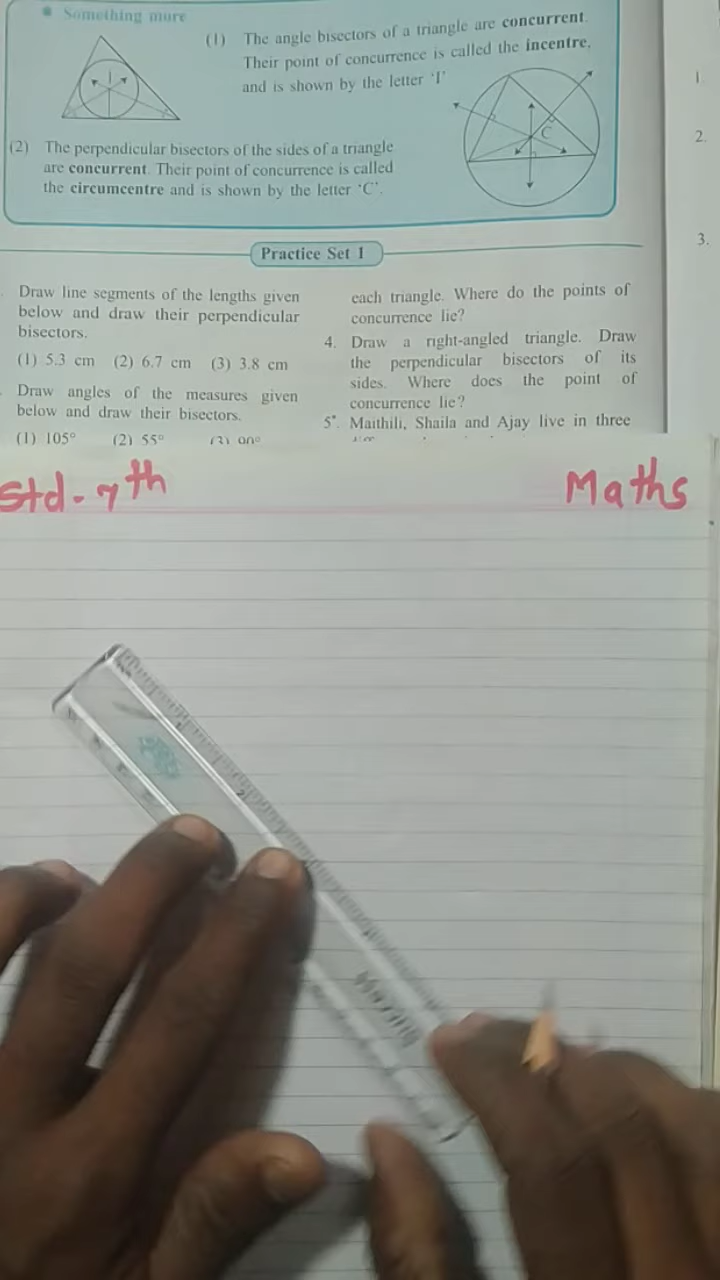 Something more
(1) The angle bisectors of a triangle are concurrent.
Their point of concurrence is called the incentre,
and is shown by the letter ‘I’
I
C
(2) The perpendicular bisectors of the sides of a triangle
are concurrent. Their point of concurrence is called
the circumcentre and is shown by the letter ‘C’.
1.
2.
3.
Practice Set 1
Draw line segments of the lengths given
below and draw their perpendicular
bisectors.
(1) 5.3 cm (2) 6.7 cm (3) 3.8 cm
Draw angles of the measures given
below and draw their bisectors.
(1) 105° (2) 55° (3) 90°
each triangle. Where do the points of
concurrence lie?
4. Draw a right-angled triangle. Draw
the perpendicular bisectors of its
sides. Where does the point of
concurrence lie?
5*. Maithili, Shaila and Ajay live in three
Std - 7th
Maths